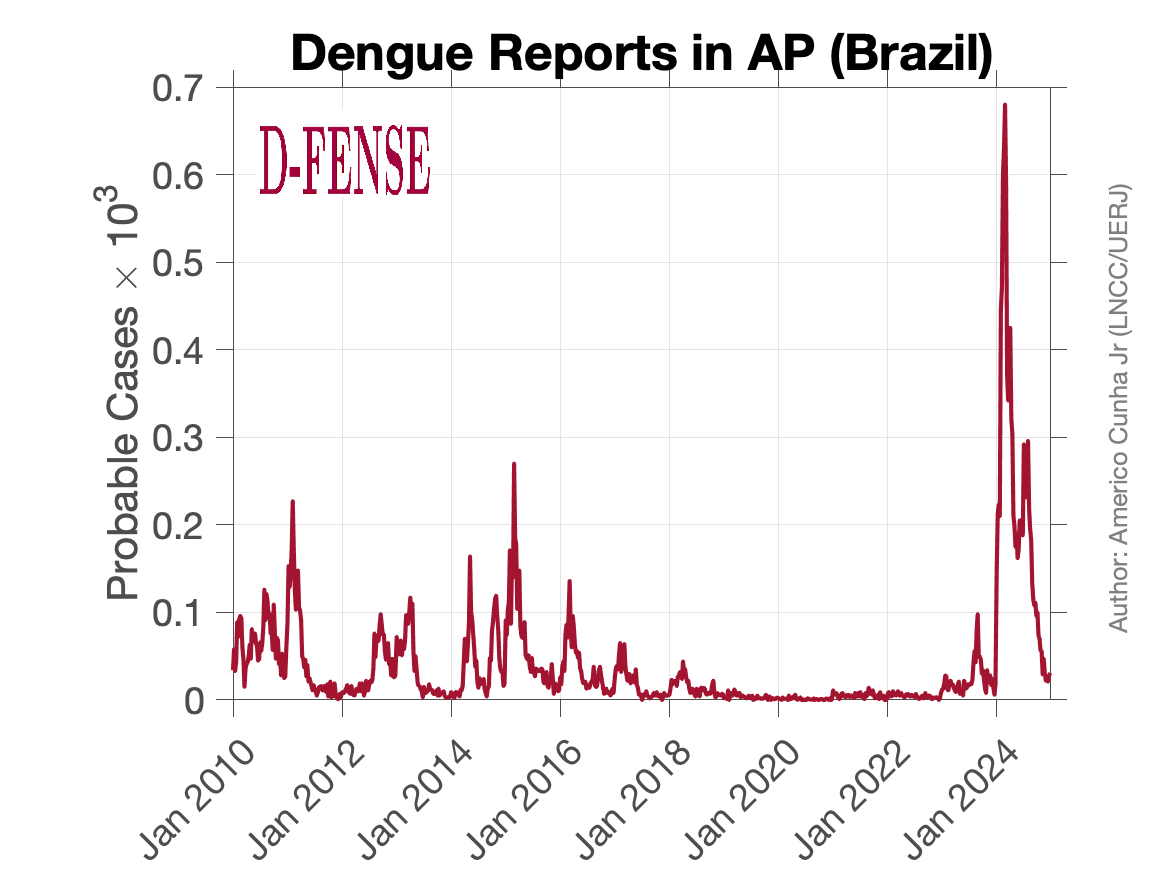 Dengue Reports in AP (Brazil)
D-FENSE
Probable Cases × 10³
0.7
0.6
0.5
0.4
0.3
0.2
0.1
0
Jan 2010
Jan 2012
Jan 2014
Jan 2016
Jan 2018
Jan 2020
Jan 2022
Jan 2024
Author: Americo Cunha Jr (LNCC/UERJ)